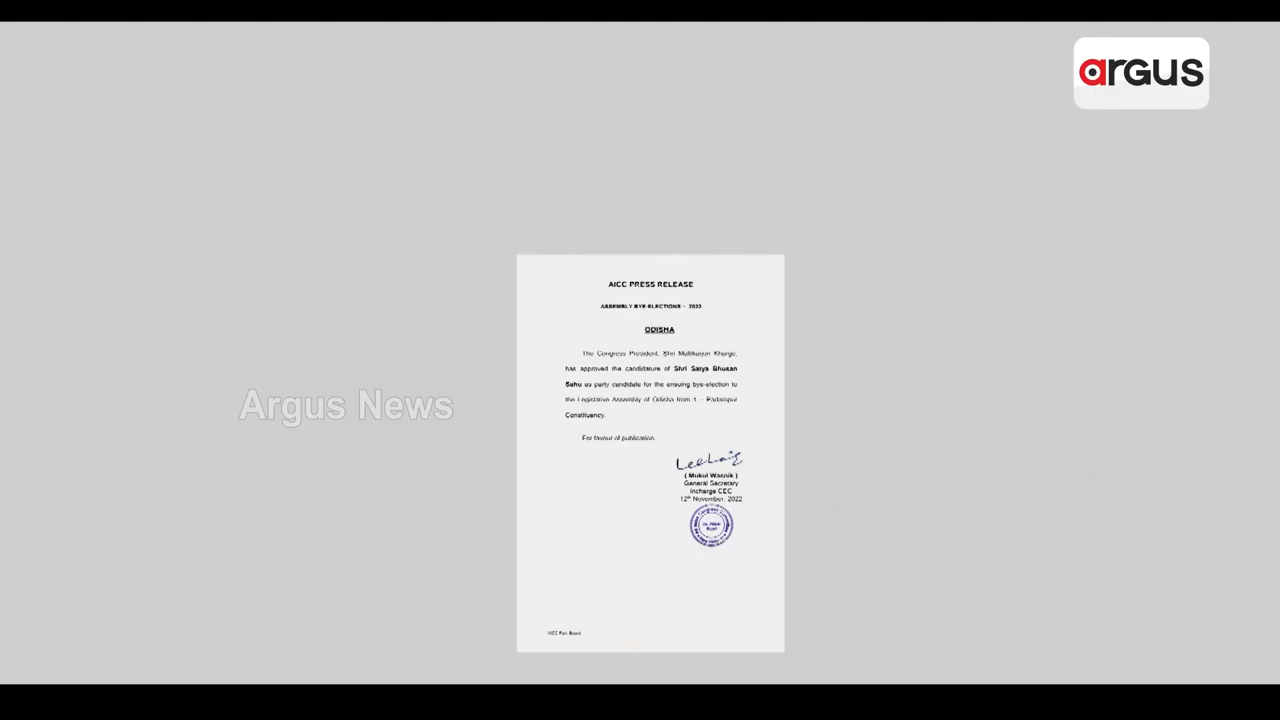 argus
AICC PRESS RELEASE
ASSEMBLY BYE-ELECTIONS – 2022
ODISHA
The Congress President, Shri Mallikarjun Kharge,
has approved the candidature of Shri Satya Bhusan
Sahu as party candidate for the ensuing bye-election to
the Legislative Assembly of Odisha from 1 – Padampur
Constituency.
Argus News
For favour of publication.
( Mukul Wasnik )
General Secretary
Incharge CEC
12th November, 2022